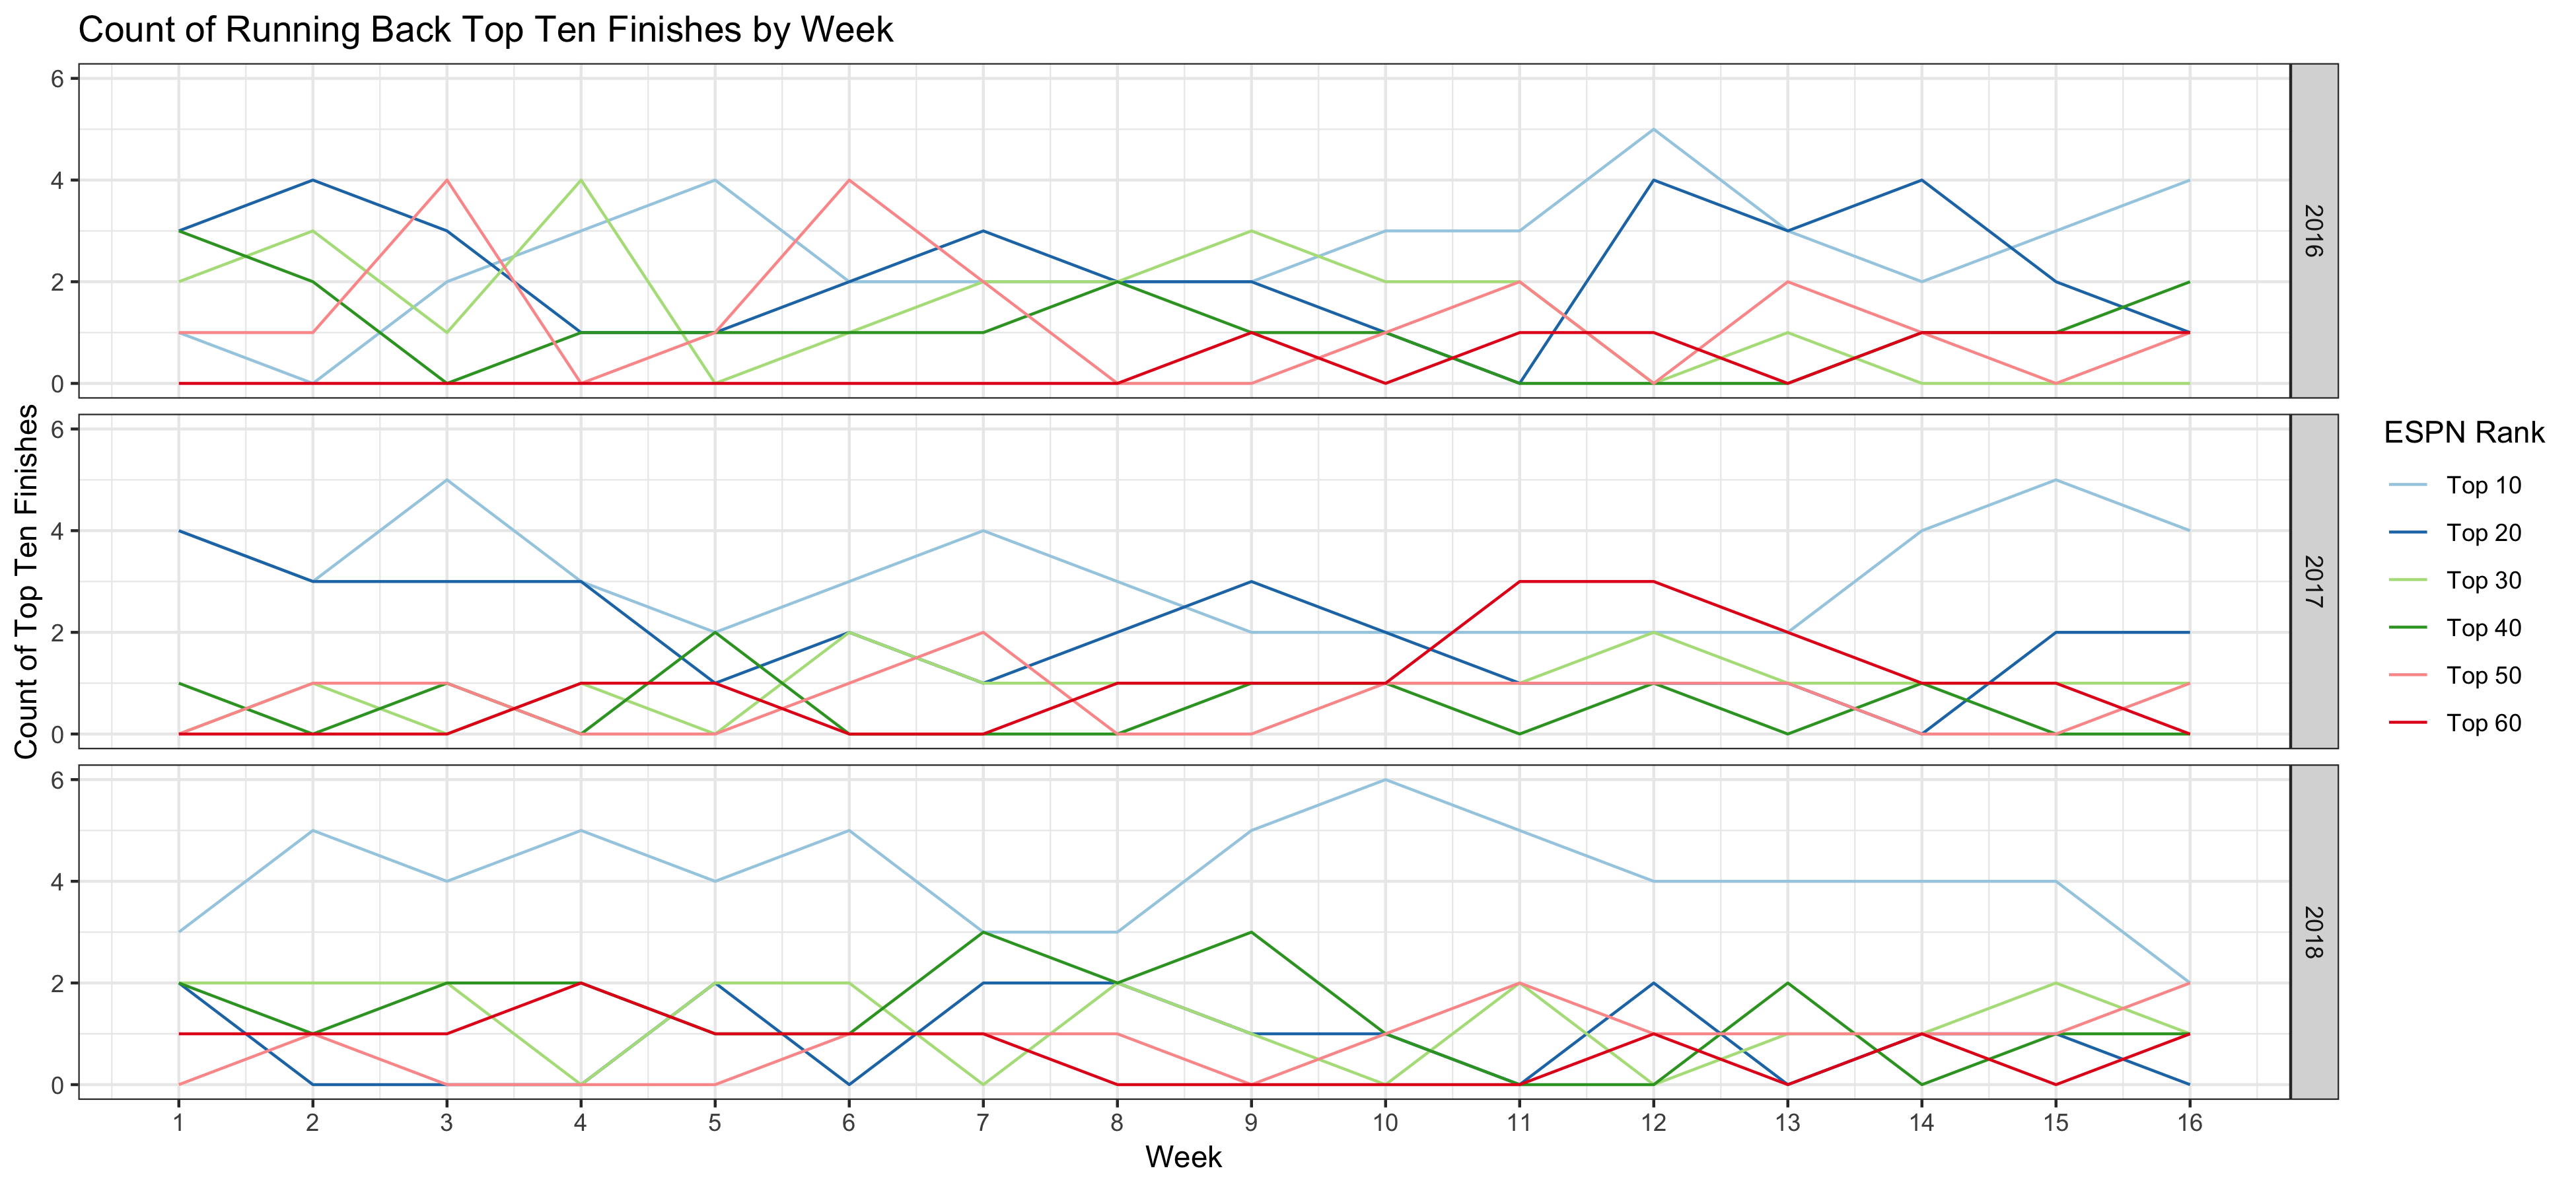 Count of Running Back Top Ten Finishes by Week
Count of Top Ten Finishes
6
4
2
0
2016
6
4
2
0
2017
6
4
2
0
2018
1 2 3 4 5 6 7 8 9 10 11 12 13 14 15 16
Week
ESPN Rank
Top 10
Top 20
Top 30
Top 40
Top 50
Top 60